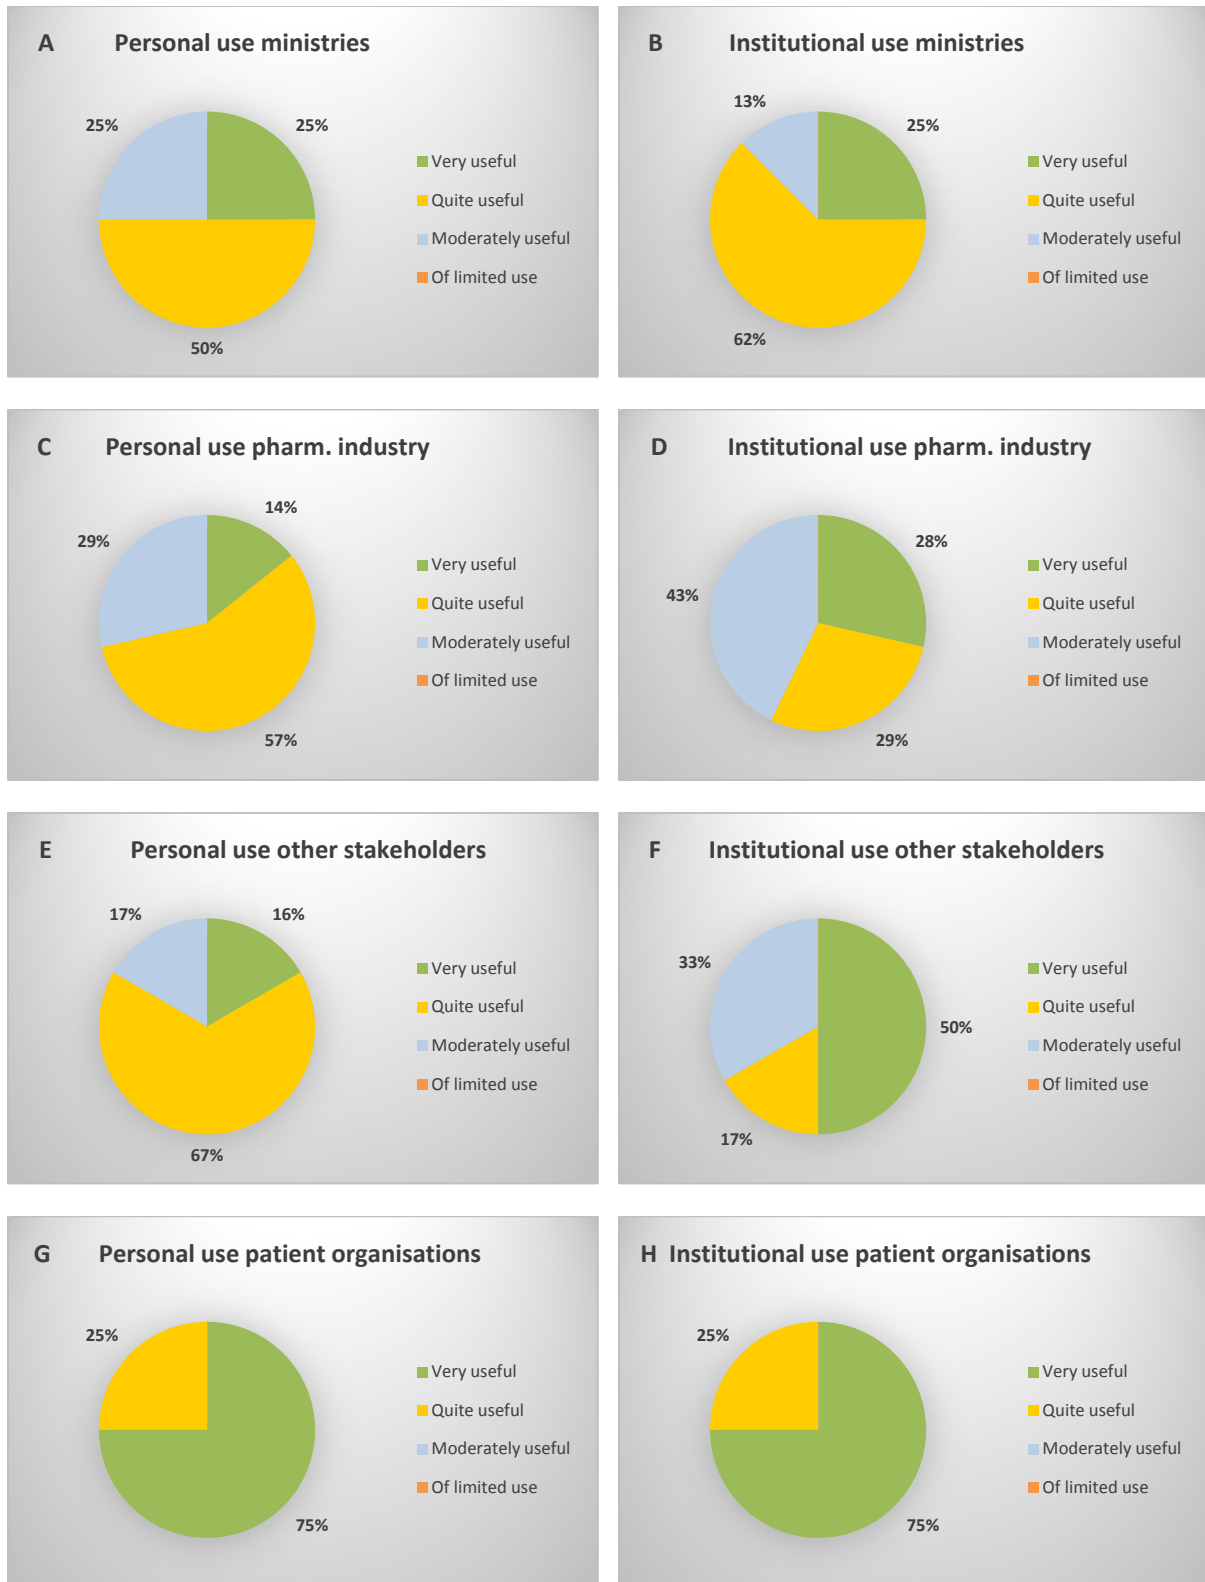 A Personal use ministries
25%
25%
50%
Very useful
Quite useful
Moderately useful
Of limited use
B Institutional use ministries
13%
25%
62%
Very useful
Quite useful
Moderately useful
Of limited use
C Personal use pharm. industry
14%
29%
57%
Very useful
Quite useful
Moderately useful
Of limited use
D Institutional use pharm. industry
28%
43%
29%
Very useful
Quite useful
Moderately useful
Of limited use
E Personal use other stakeholders
17%
16%
67%
Very useful
Quite useful
Moderately useful
Of limited use
F Institutional use other stakeholders
33%
50%
17%
Very useful
Quite useful
Moderately useful
Of limited use
G Personal use patient organisations
25%
75%
Very useful
Quite useful
Moderately useful
Of limited use
H Institutional use patient organisations
25%
75%
Very useful
Quite useful
Moderately useful
Of limited use